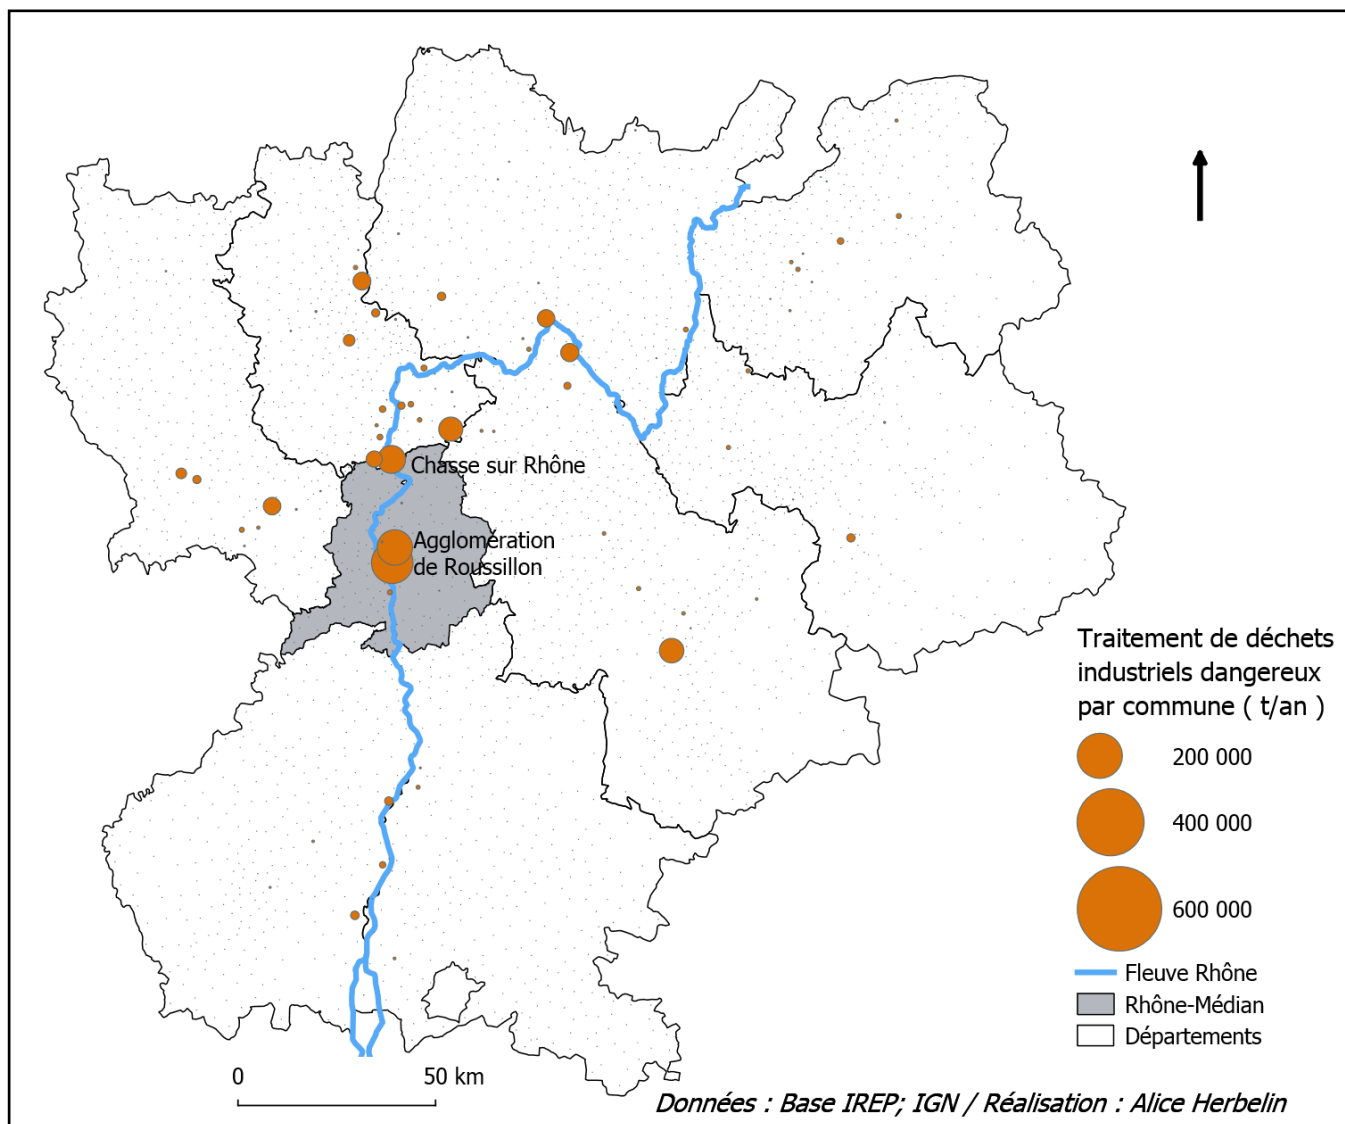 Chasse sur Rhône
Agglomération
de Roussillon
Traitement de déchets
industriels dangereux
par commune ( t/an )
200 000
400 000
600 000
Fleuve Rhône
Rhône-Médian
Départements
0 50 km
Données : Base IREP; IGN / Réalisation : Alice Herbelin